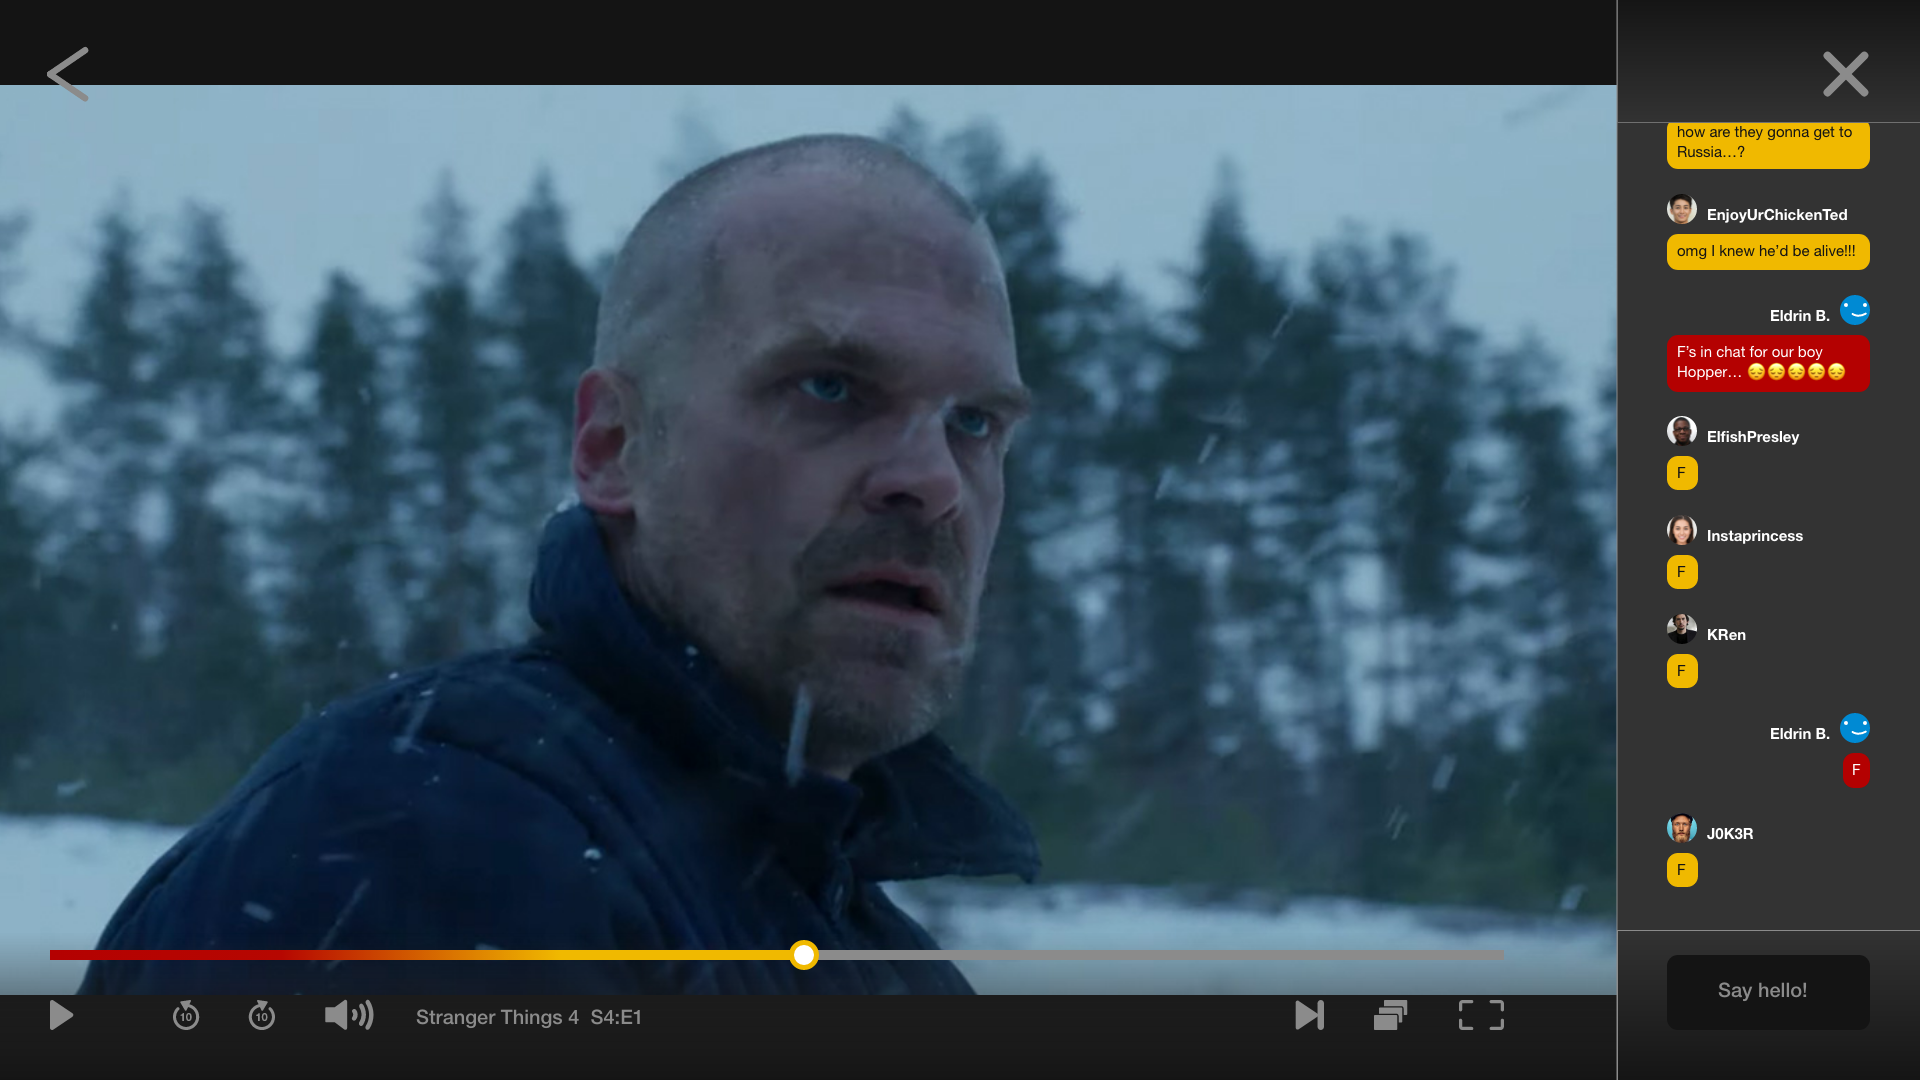 how are they gonna get to
Russia...?
EnjoyUrChickenTed
omg I knew he'd be alive!!!
Eldrin B.
F's in chat for our boy
Hopper... 😔😔😔😔😔
ElfishPresley
F
Instaprincess
F
KRen
F
Eldrin B.
F
J0K3R
F
Say hello!
10
10
Stranger Things 4 S4:E1